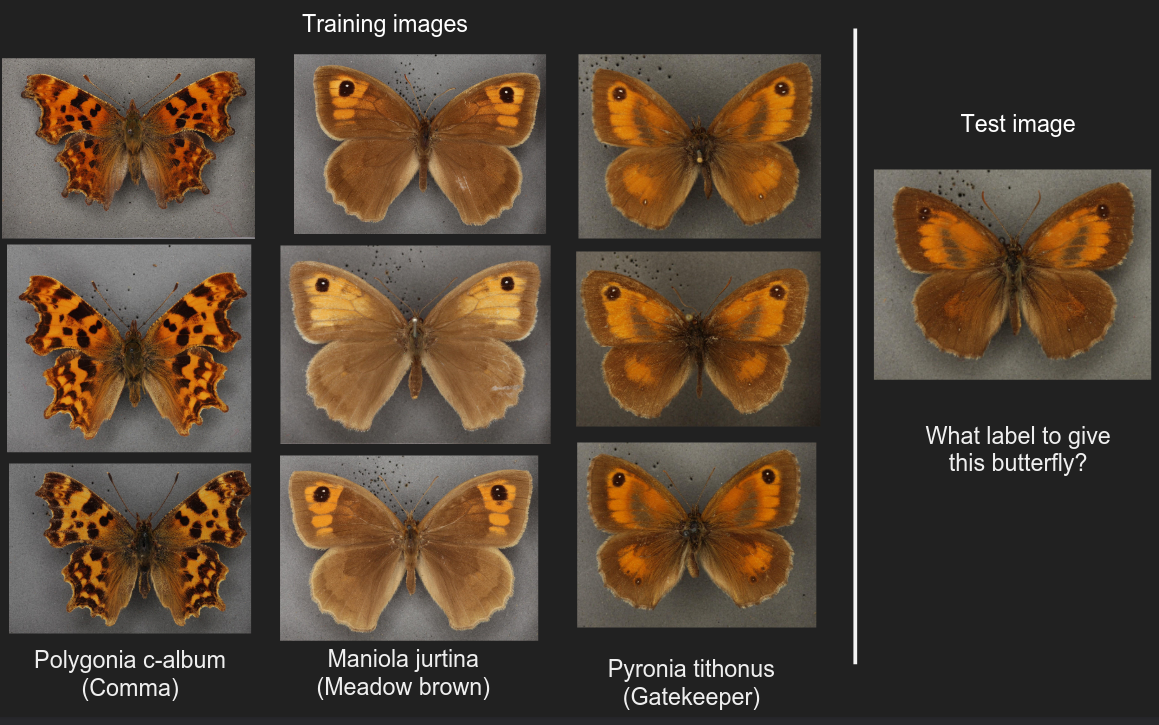 Training images
Test image
What label to give
this butterfly?
Polygonia c-album
(Comma)
Maniola jurtina
(Meadow brown)
Pyronia tithonus
(Gatekeeper)